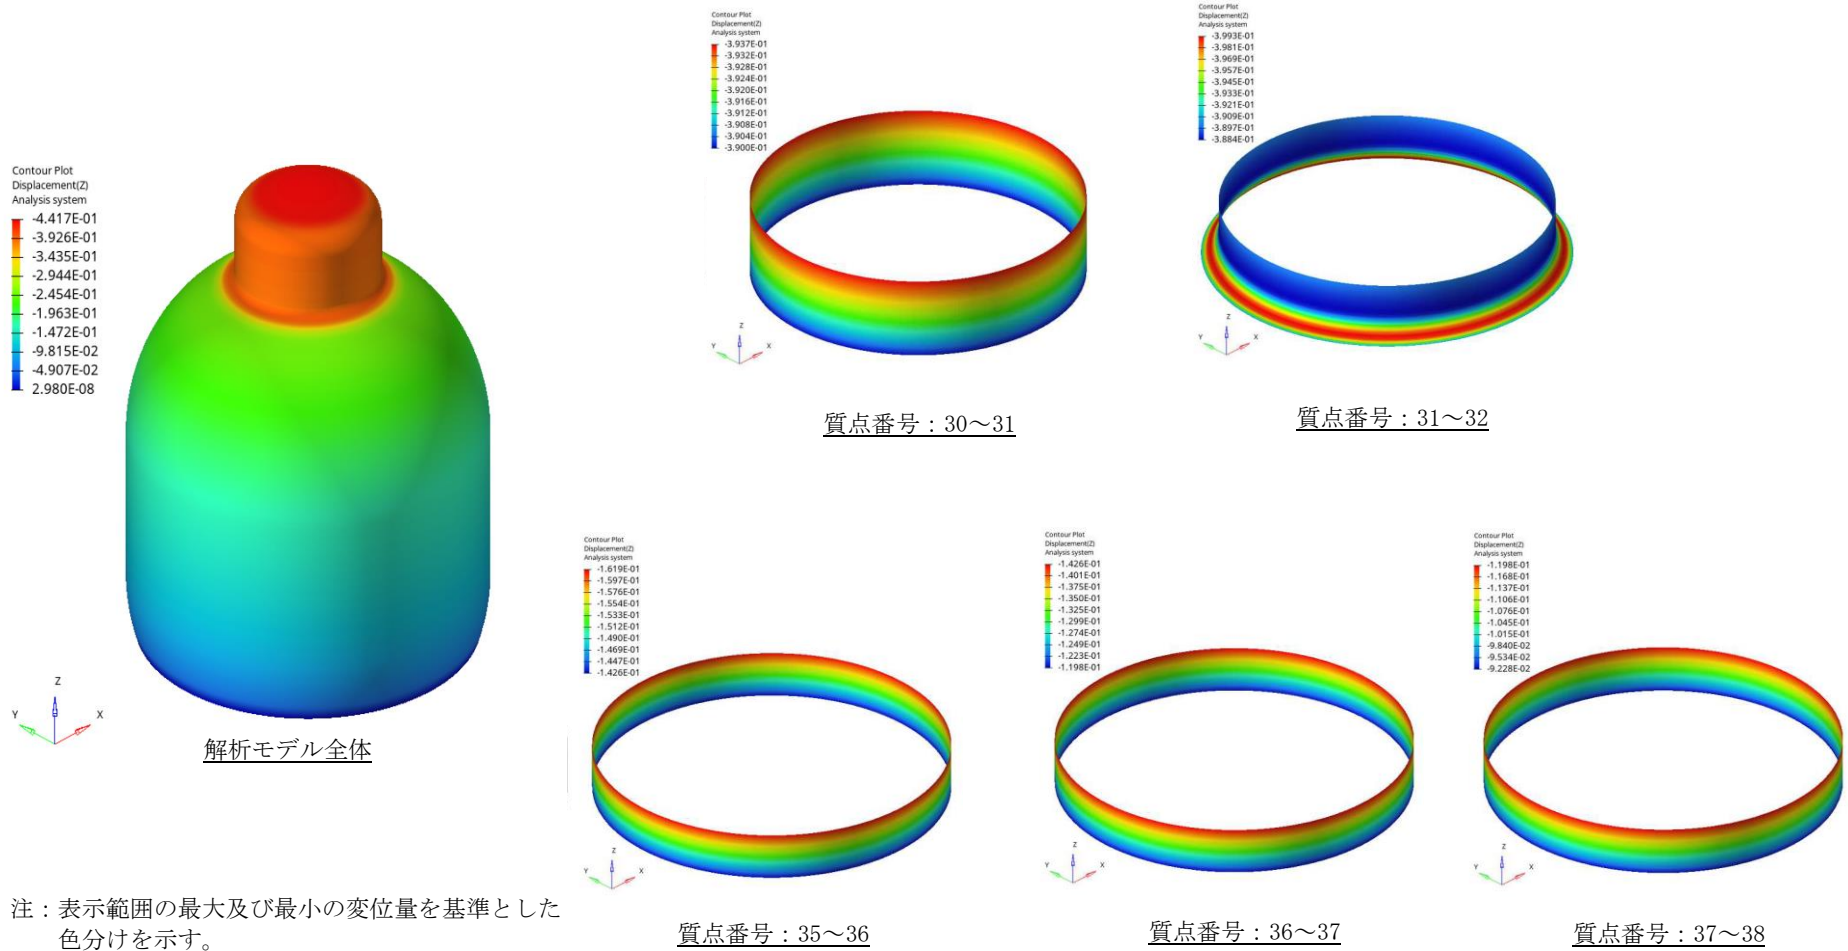 Contour Plot
Displacement(Z)
Analysis system
-4.417E-01
-3.926E-01
-3.435E-01
-2.944E-01
-2.454E-01
-1.963E-01
-1.472E-01
-9.815E-02
-4.907E-02
2.980E-08
Z
Y
X
解析モデル全体
Contour Plot
Displacement(Z)
Analysis system
-3.937E-01
-3.932E-01
-3.928E-01
-3.924E-01
-3.920E-01
-3.916E-01
-3.912E-01
-3.908E-01
-3.904E-01
-3.900E-01
Z
Y
X
質点番号：30～31
Contour Plot
Displacement(Z)
Analysis system
-3.993E-01
-3.981E-01
-3.969E-01
-3.957E-01
-3.945E-01
-3.933E-01
-3.921E-01
-3.909E-01
-3.897E-01
-3.884E-01
Z
Y
X
質点番号：31～32
Contour Plot
Displacement(Z)
Analysis system
-1.619E-01
-1.597E-01
-1.576E-01
-1.554E-01
-1.533E-01
-1.512E-01
-1.490E-01
-1.469E-01
-1.447E-01
-1.426E-01
Z
Y
X
質点番号：35～36
Contour Plot
Displacement(Z)
Analysis system
-1.426E-01
-1.401E-01
-1.375E-01
-1.350E-01
-1.325E-01
-1.299E-01
-1.274E-01
-1.249E-01
-1.223E-01
-1.198E-01
Z
Y
X
質点番号：36～37
Contour Plot
Displacement(Z)
Analysis system
-1.198E-01
-1.168E-01
-1.137E-01
-1.106E-01
-1.076E-01
-1.045E-01
-1.015E-01
-9.840E-02
-9.534E-02
-9.228E-02
Z
Y
X
質点番号：37～38
注：表示範囲の最大及び最小の変位量を基準とした
色分けを示す。